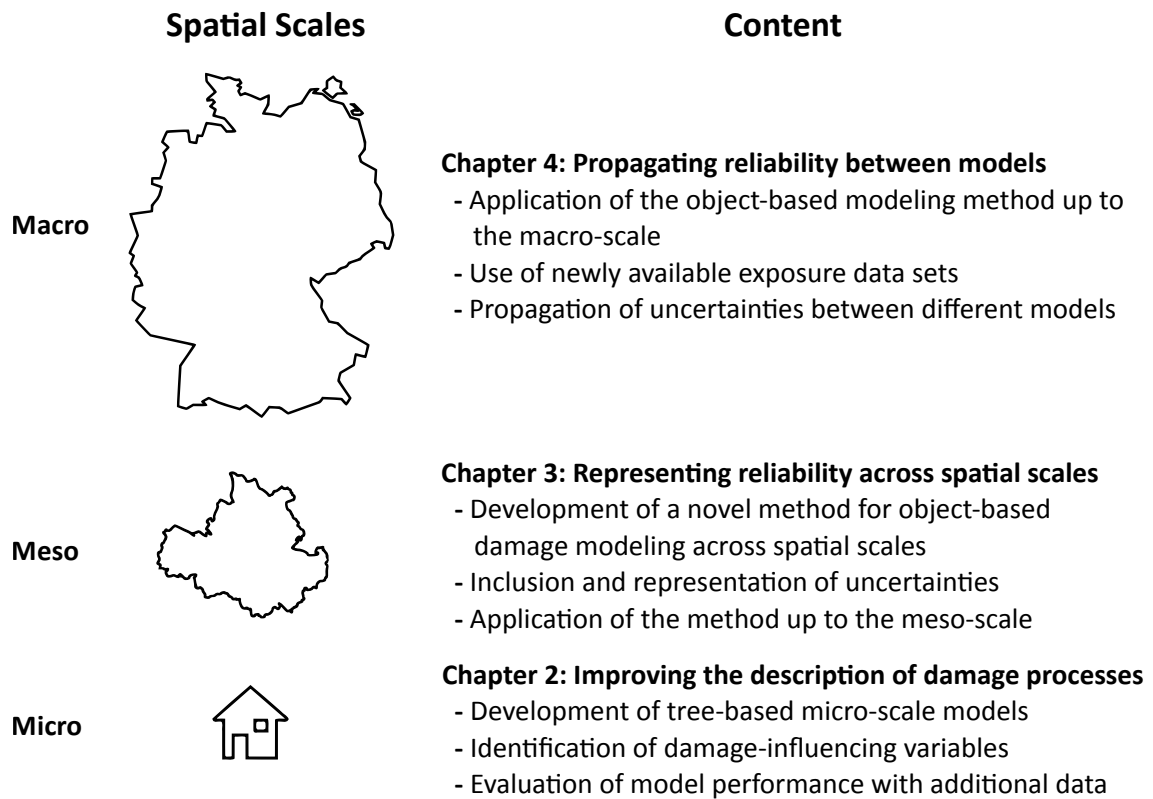 Spatial Scales
Content
Macro
Chapter 4: Propagating reliability between models
- Application of the object-based modeling method up to
the macro-scale
- Use of newly available exposure data sets
- Propagation of uncertainties between different models
Meso
Chapter 3: Representing reliability across spatial scales
- Development of a novel method for object-based
damage modeling across spatial scales
- Inclusion and representation of uncertainties
- Application of the method up to the meso-scale
Micro
Chapter 2: Improving the description of damage processes
- Development of tree-based micro-scale models
- Identification of damage-influencing variables
- Evaluation of model performance with additional data